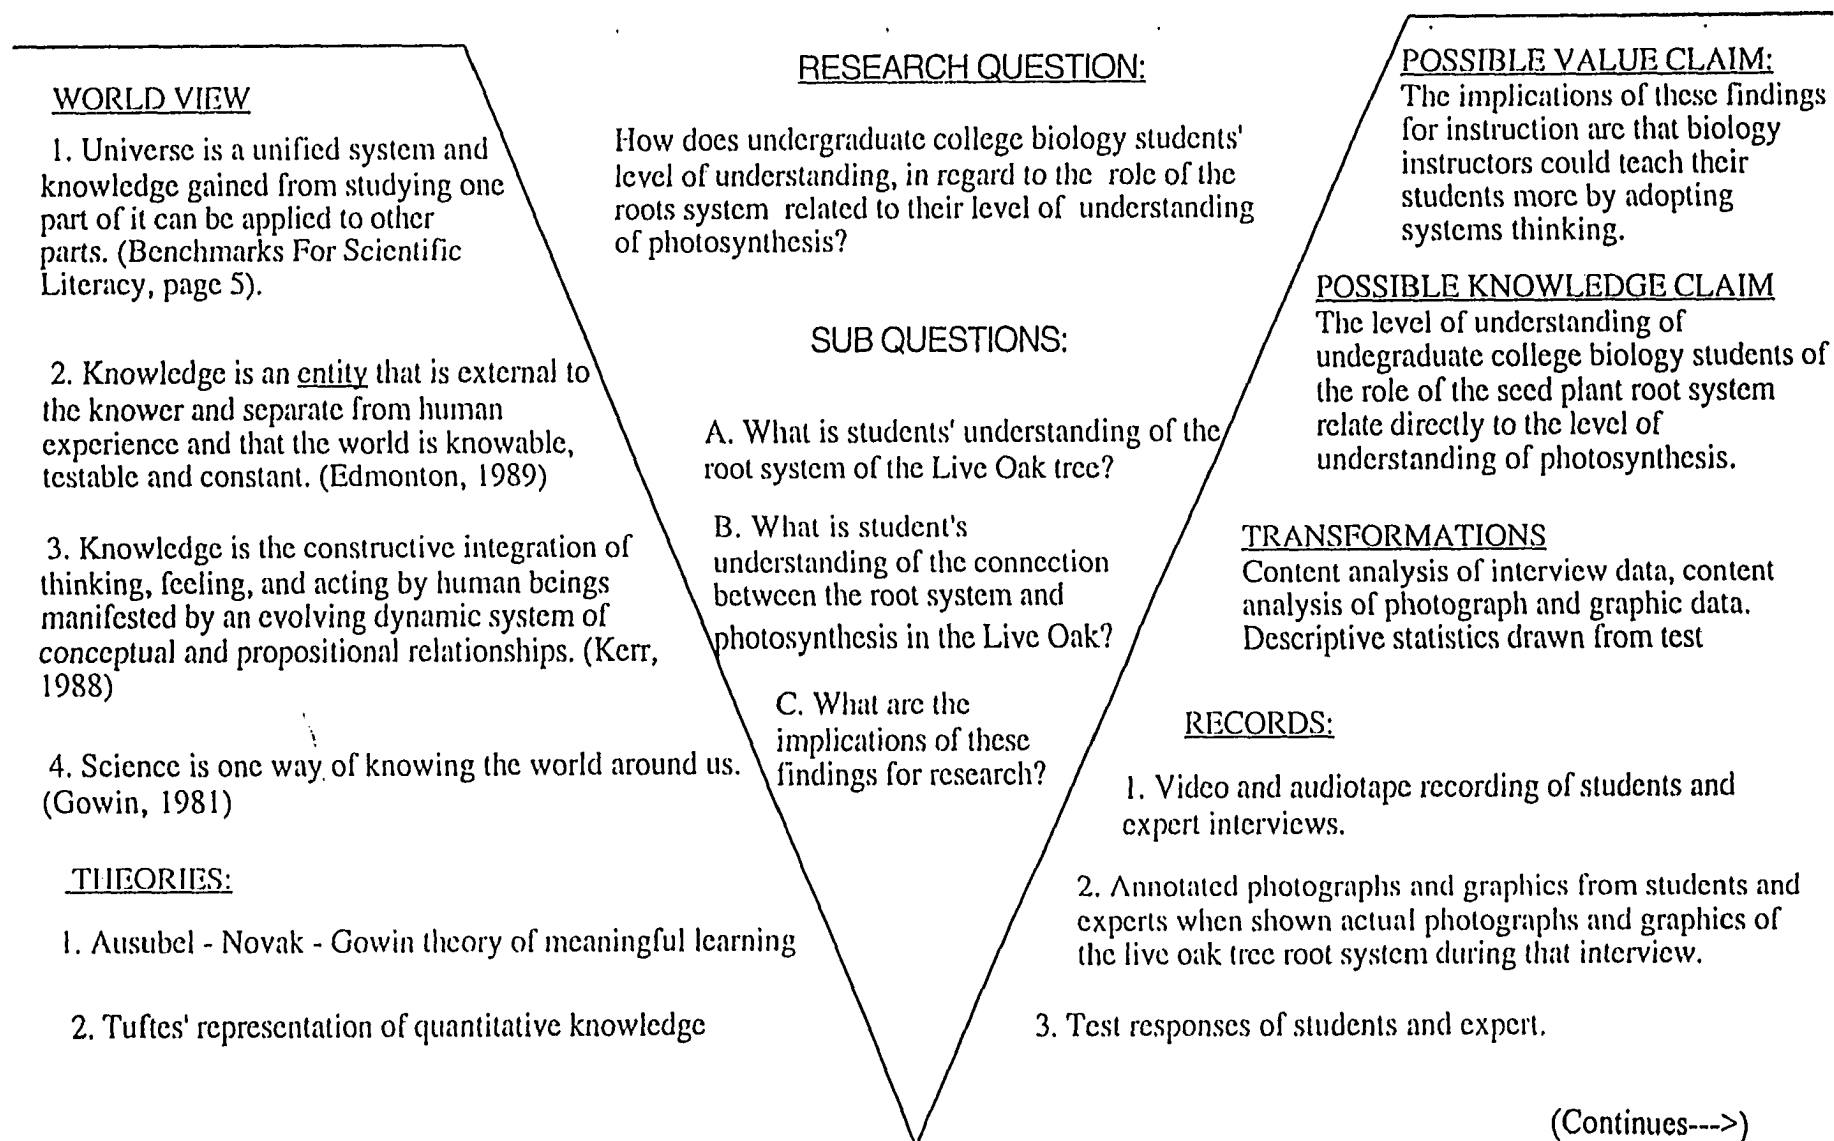 WORLD VIEW
1. Universe is a unified system and
knowledge gained from studying one
part of it can be applied to other
parts. (Benchmarks For Scientific
Literacy, page 5).
2. Knowledge is an entity that is external to
the knower and separate from human
experience and that the world is knowable,
testable and constant. (Edmonton, 1989)
3. Knowledge is the constructive integration of
thinking, feeling, and acting by human beings
manifested by an evolving dynamic system of
conceptual and propositional relationships. (Kerr,
1988)
4. Science is one way of knowing the world around us.
(Gowin, 1981)
THEORIES:
1. Ausubel - Novak - Gowin theory of meaningful learning
2. Tuftes' representation of quantitative knowledge
RESEARCH QUESTION:
How does undergraduate college biology students'
level of understanding, in regard to the role of the
roots system related to their level of understanding
of photosynthesis?
SUB QUESTIONS:
A. What is students' understanding of the
root system of the Live Oak tree?
B. What is student's
understanding of the connection
between the root system and
photosynthesis in the Live Oak?
C. What are the
implications of these
findings for research?
POSSIBLE VALUE CLAIM:
The implications of these findings
for instruction are that biology
instructors could teach their
students more by adopting
systems thinking.
POSSIBLE KNOWLEDGE CLAIM
The level of understanding of
undegraduate college biology students of
the role of the seed plant root system
relate directly to the level of
understanding of photosynthesis.
TRANSFORMATIONS
Content analysis of interview data, content
analysis of photograph and graphic data.
Descriptive statistics drawn from test
RECORDS:
1. Video and audiotape recording of students and
expert interviews.
2. Annotated photographs and graphics from students and
experts when shown actual photographs and graphics of
the live oak tree root system during that interview.
3. Test responses of students and expert.
(Continues--->)